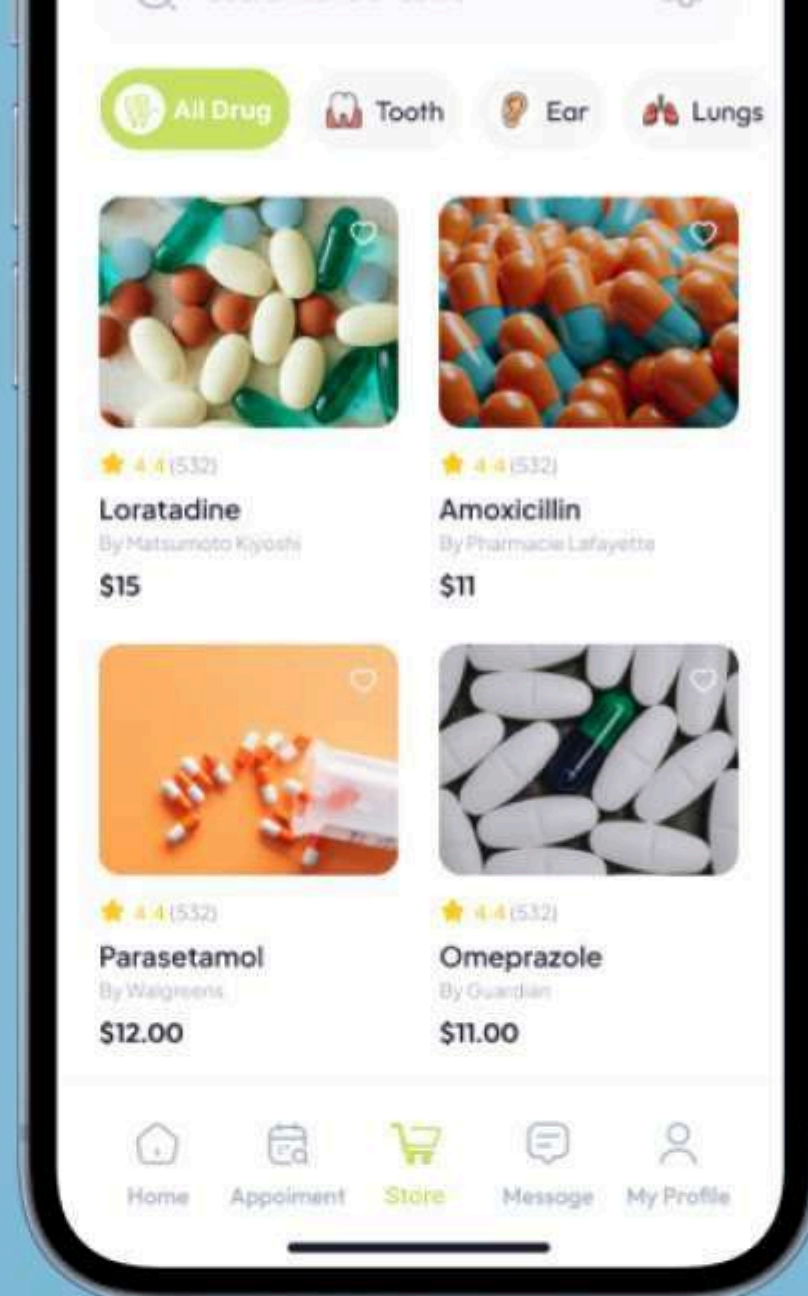 All Drug
Tooth
Ear
Lungs
4.4 (532)
4.4 (532)
Loratadine
Amoxicillin
By Matsumoto Kiyoshi
By Pharmacie Lafayette
$15
$11
4.4 (532)
4.4 (532)
Parasetamol
Omeprazole
By Walgreens
By Guardian
$12.00
$11.00
Home
Appoiment
Store
Message
My Profile